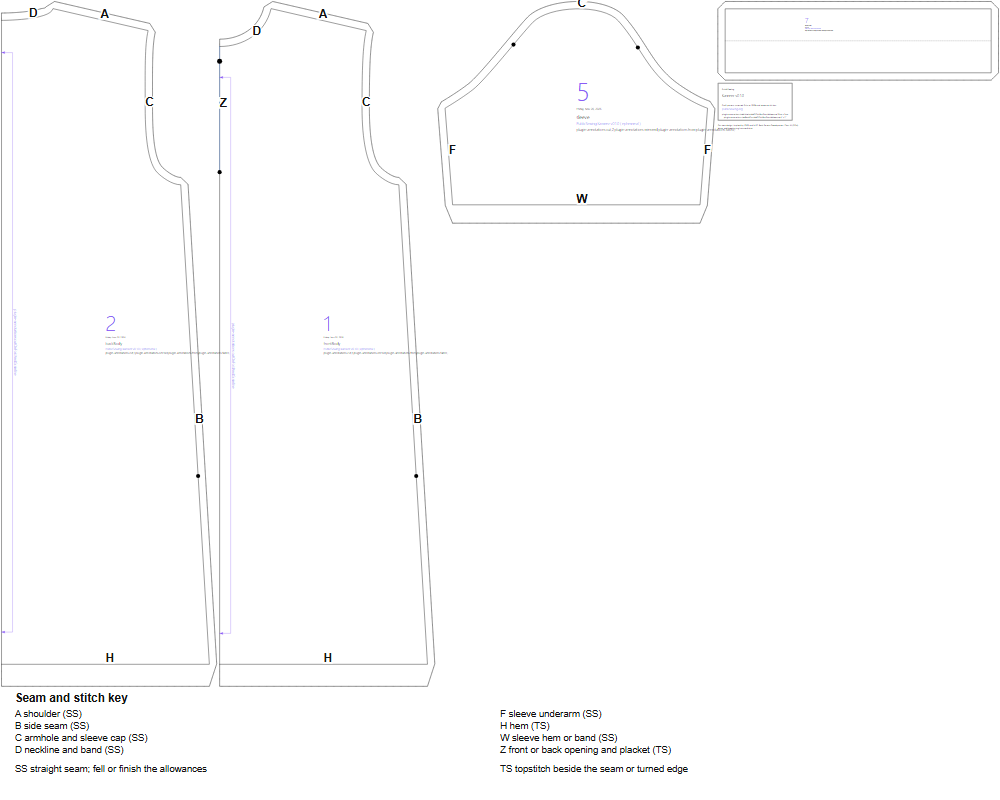 D
A
C
B
H
2
D
A
Z
C
B
H
1
C
F
F
W
5
Sleeve
7
Seam and stitch key
A shoulder (SS)
B side seam (SS)
C armhole and sleeve cap (SS)
D neckline and band (SS)
SS straight seam; fell or finish the allowances
F sleeve underarm (SS)
H hem (TS)
W sleeve hem or band (SS)
Z front or back opening and placket (TS)
TS topstitch beside the seam or turned edge